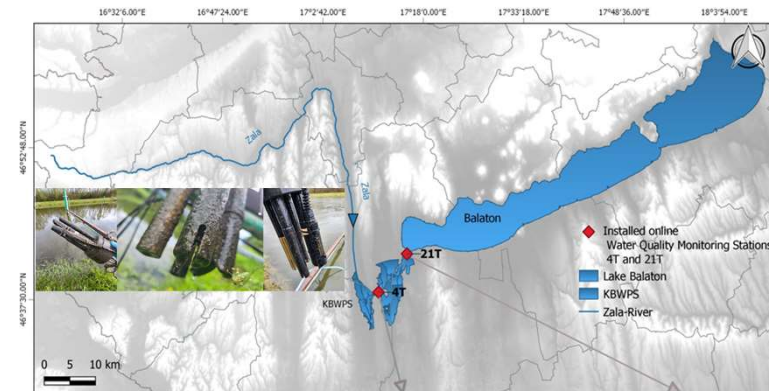 16°32'6.00"E 16°47'24.00"E 17°2'42.00"E 17°18'0.00"E 17°33'18.00"E 17°48'36.00"E 18°3'54.00"E
46°52'48.00"N
46°37'30.00"N
Zala
Zala
Balaton
21T
4T
KBWPS
Installed online
Water Quality Monitoring Stations
4T and 21T
Lake Balaton
KBWPS
Zala-River
0 5 10 km